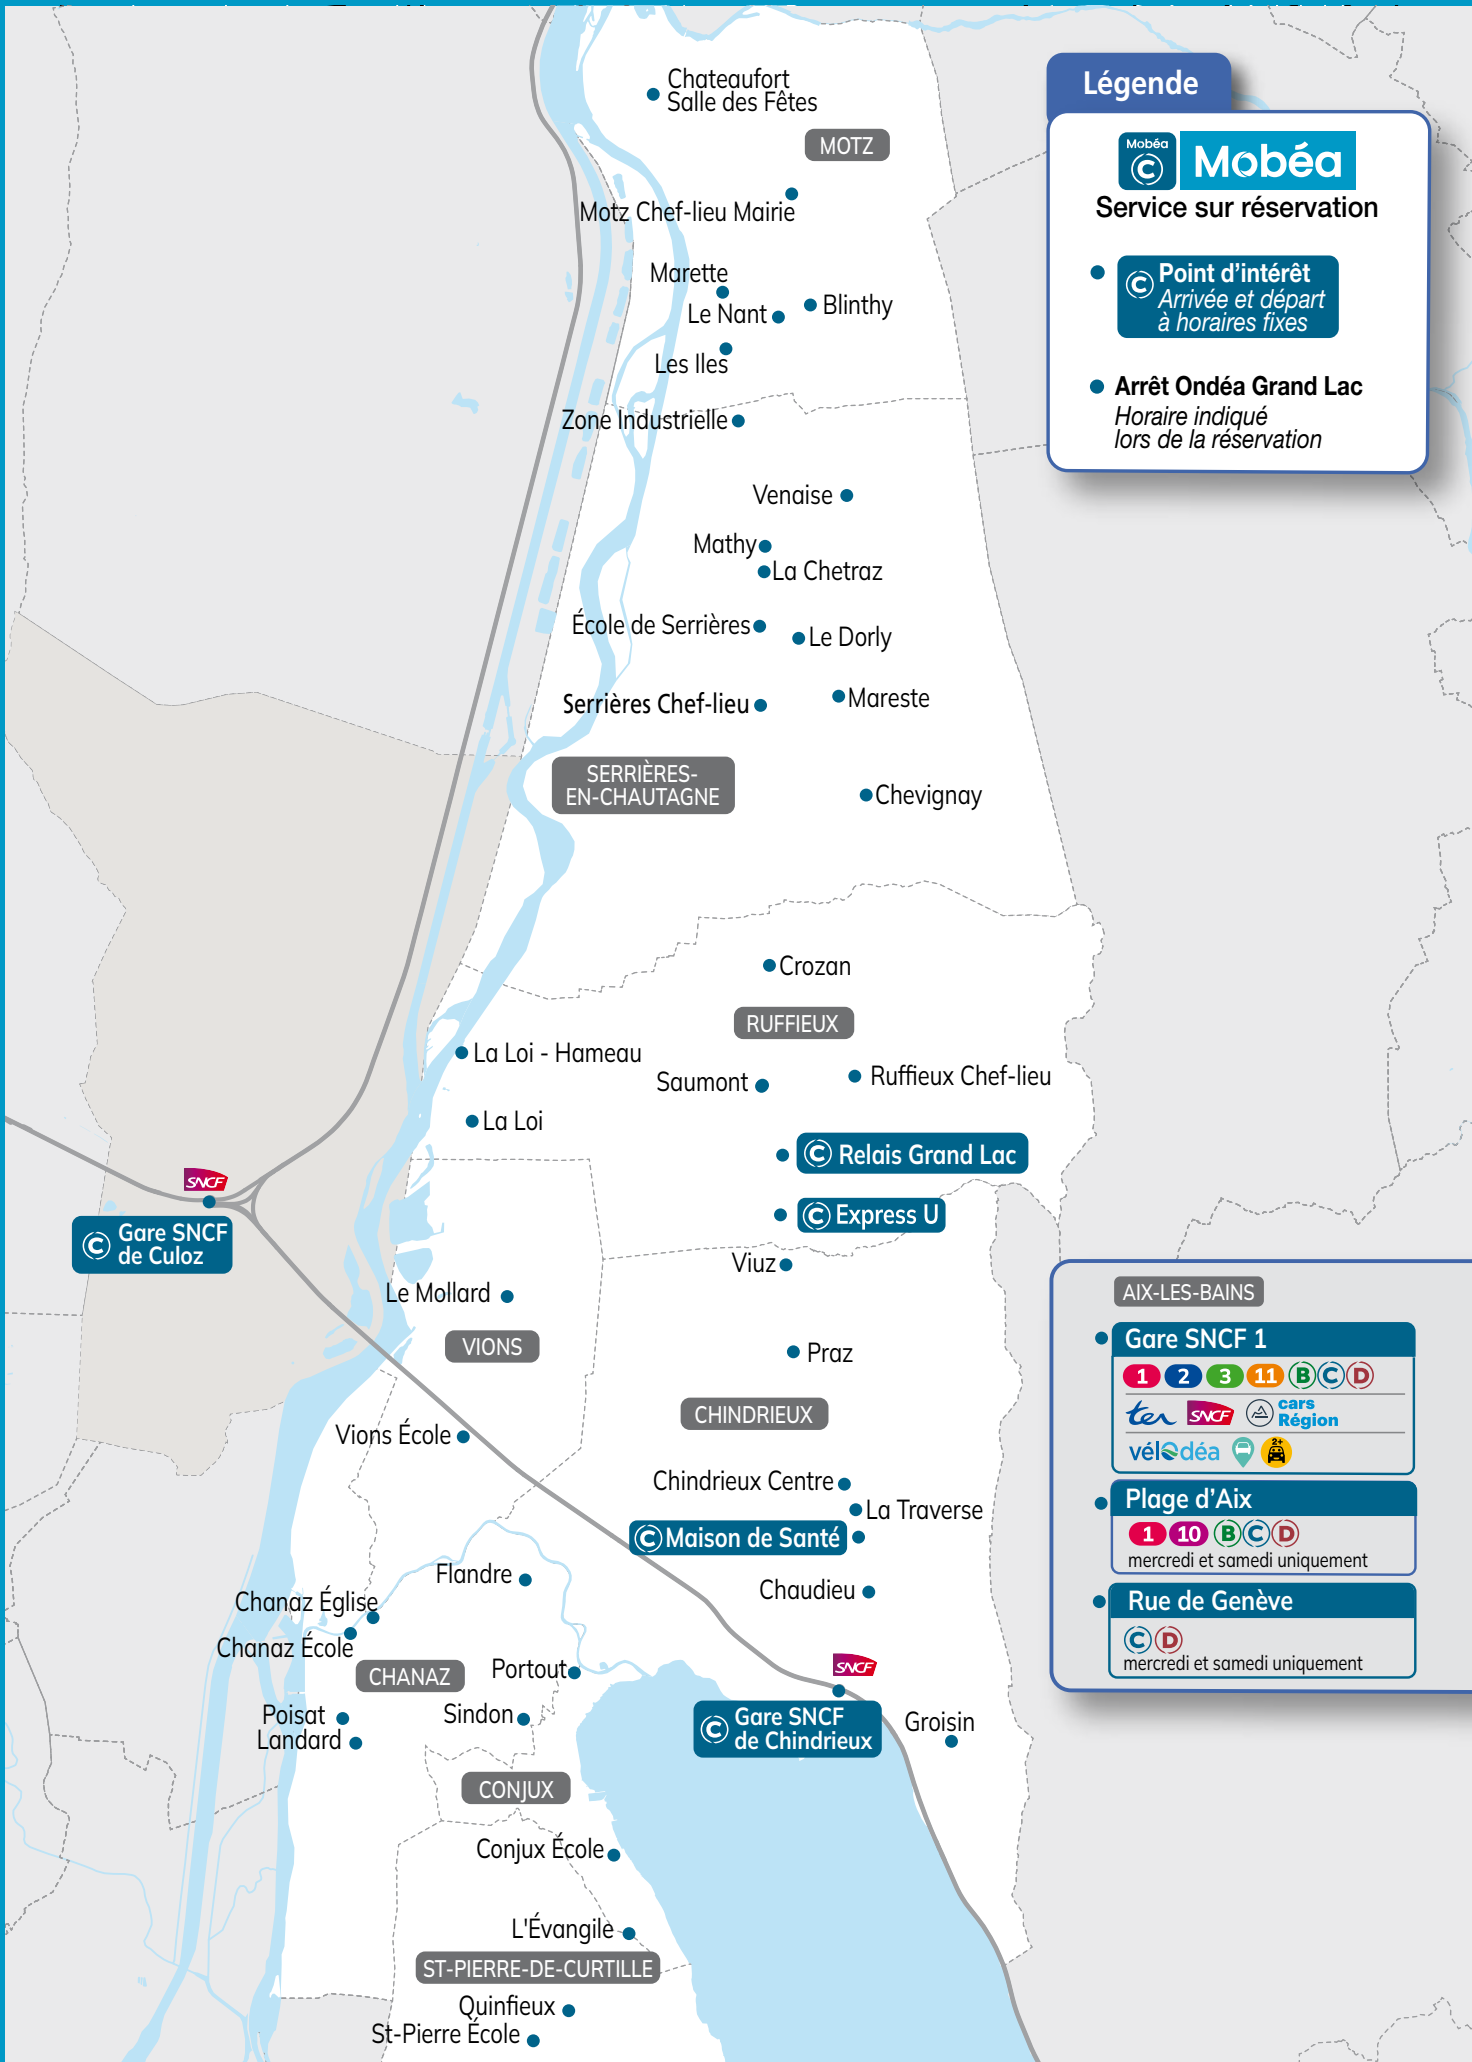 Chateaufort
Salle des Fêtes
MOTZ
Motz Chef-lieu Mairie
Marette
Le Nant
Blinthy
Les Iles
Zone Industrielle
Venaise
Mathy
La Chetraz
École de Serrières
Le Dorly
Serrières Chef-lieu
Mareste
SERRIÈRES-
EN-CHAUTAGNE
Chevignay
Crozan
RUFFIEUX
La Loi - Hameau
Saumont
Ruffieux Chef-lieu
La Loi
C Relais Grand Lac
SNCF
C Gare SNCF
de Culoz
C Express U
Viuz
Le Mollard
VIONS
Praz
CHINDRIEUX
Vions École
Chindrieux Centre
La Traverse
C Maison de Santé
Flandre
Chaudieu
Chanaz Église
Chanaz École
CHANAZ
Portout
SNCF
Poisat
Sindon
C Gare SNCF
de Chindrieux
Groisin
Landard
CONJUX
Conjux École
L'Évangile
ST-PIERRE-DE-CURTILLE
Quinfieux
St-Pierre École
Légende
Mobéa
C
Mobéa
Service sur réservation
C Point d'intérêt
Arrivée et départ
à horaires fixes
Arrêt Ondéa Grand Lac
Horaire indiqué
lors de la réservation
AIX-LES-BAINS
Gare SNCF 1
1 2 3 11 B C D
ter SNCF cars
Région
vélodéa 2+
Plage d'Aix
1 10 B C D
mercredi et samedi uniquement
Rue de Genève
C D
mercredi et samedi uniquement